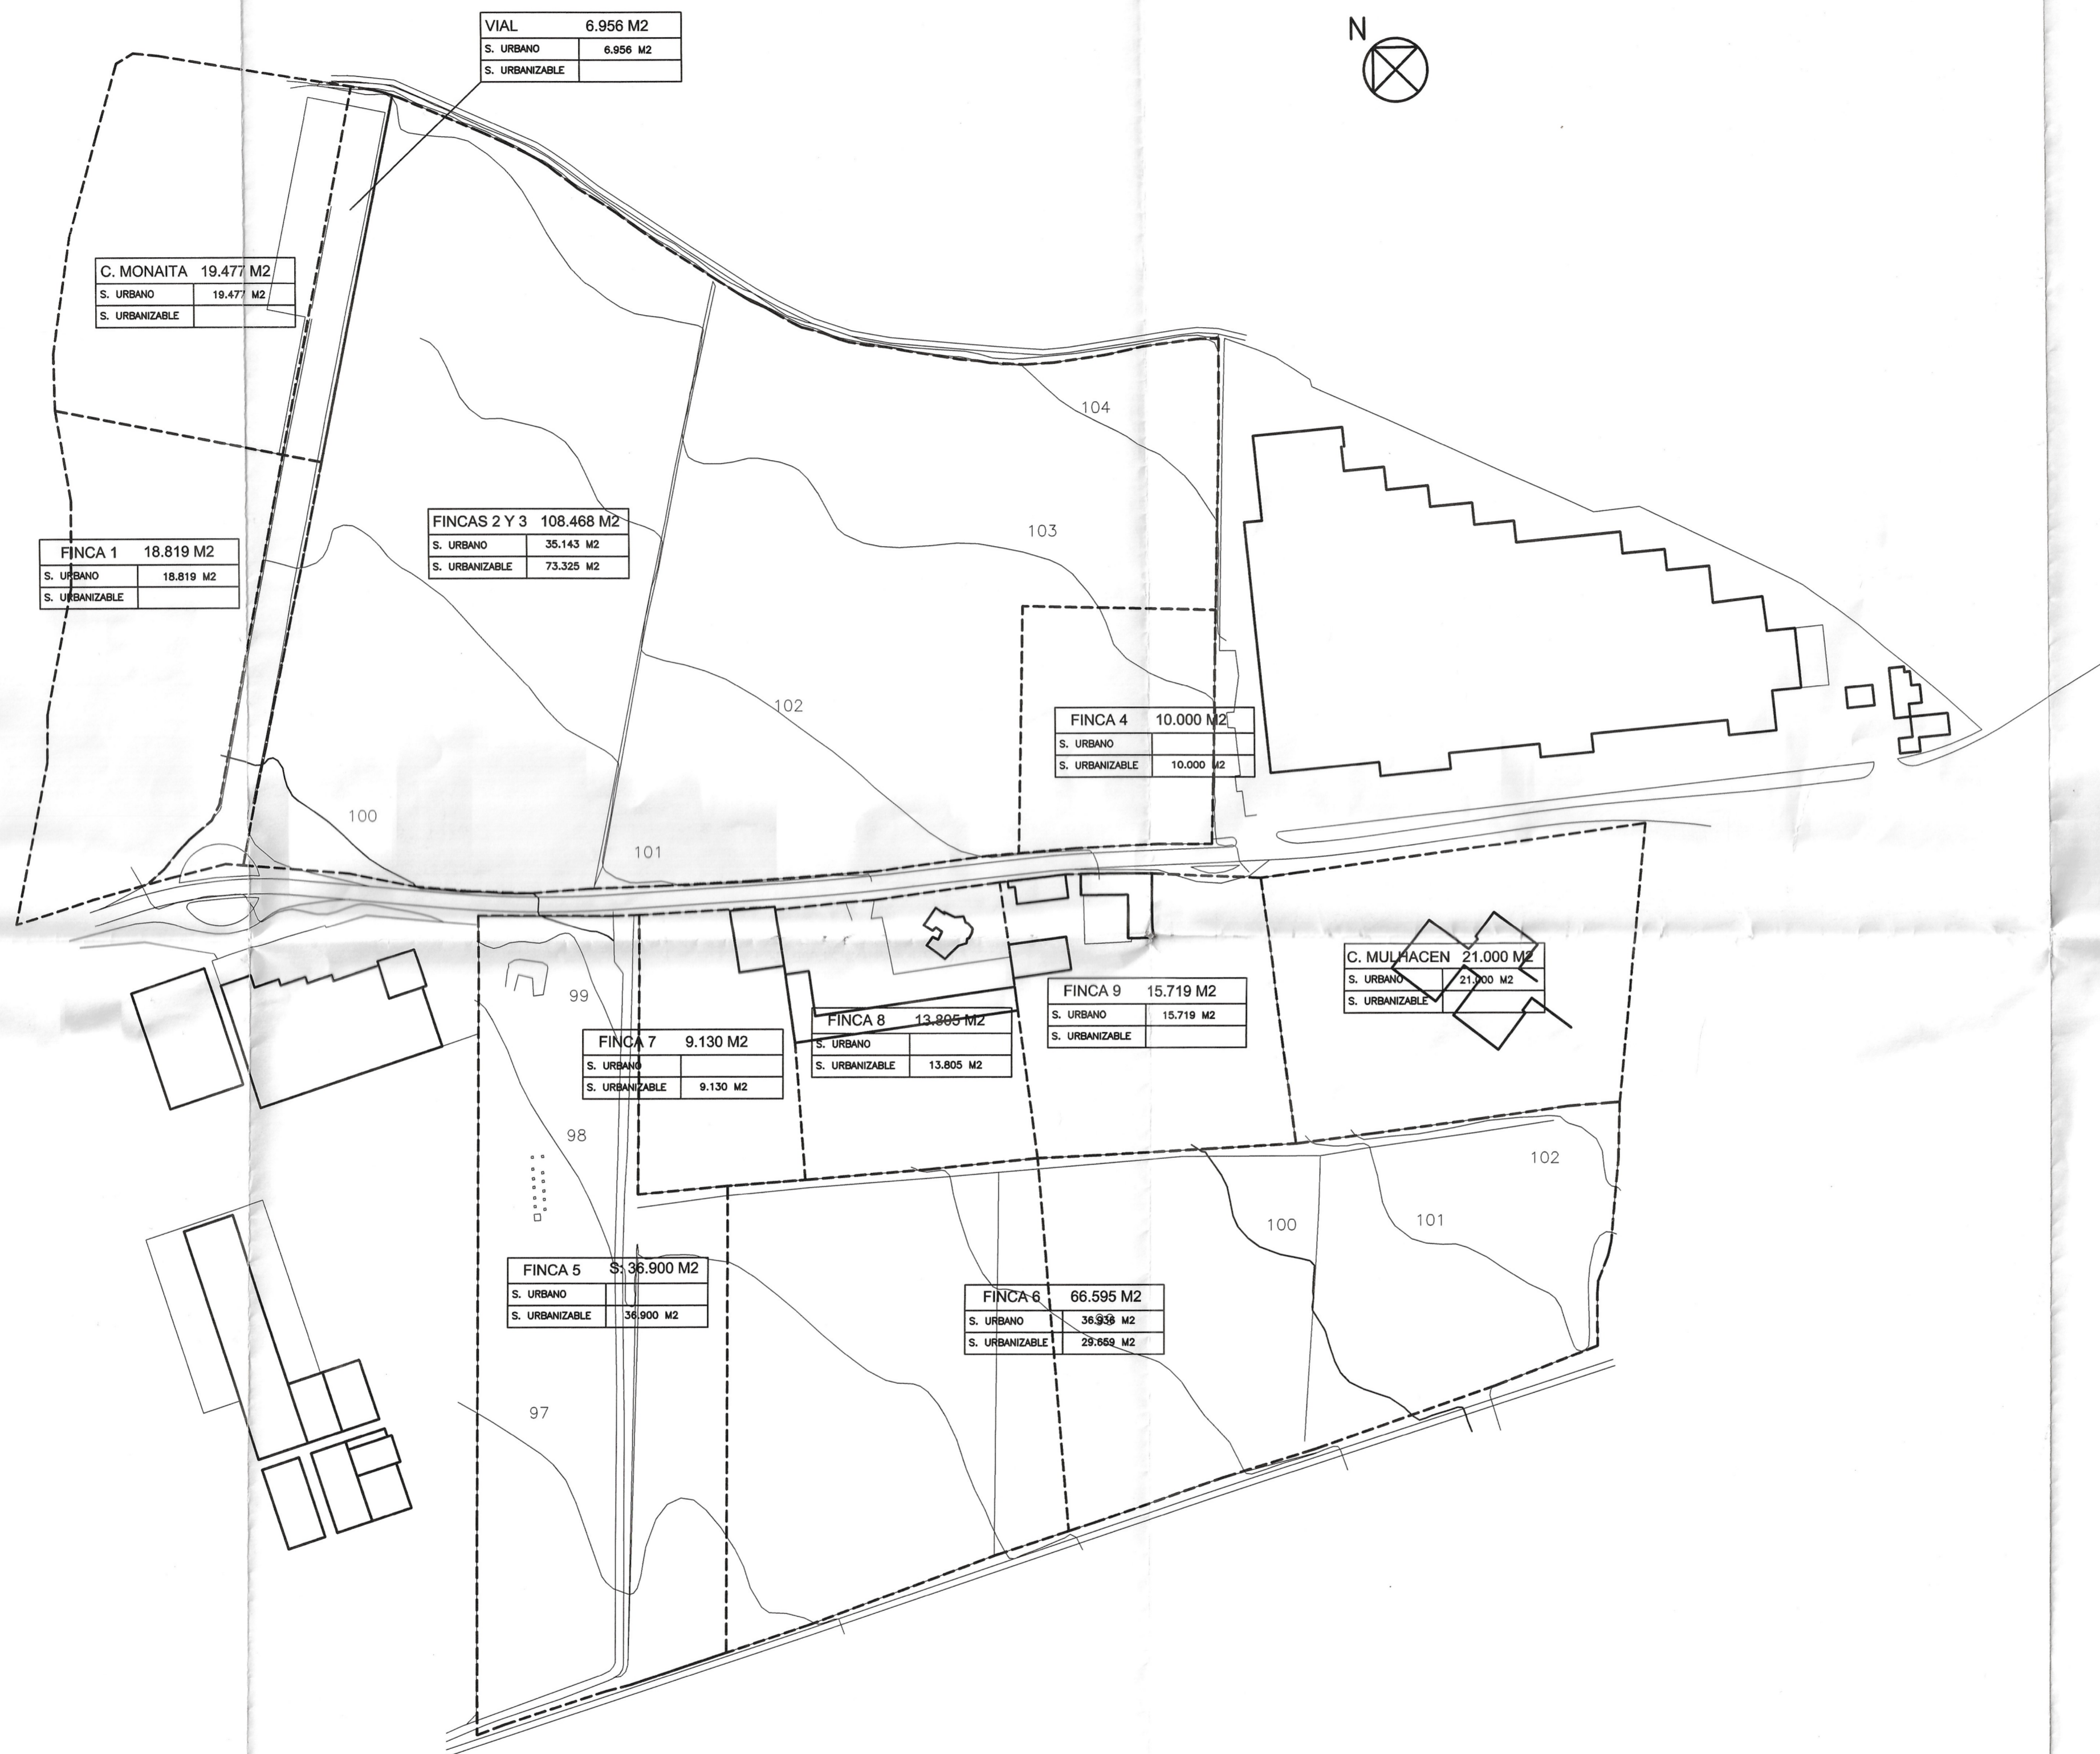 VIAL 6.956 M2
S. URBANO 6.956 M2
S. URBANIZABLE
N
C. MONAITA 19.477 M2
S. URBANO 19.477 M2
S. URBANIZABLE
104
FINCAS 2 Y 3 108.468 M2
S. URBANO 35.143 M2
S. URBANIZABLE 73.325 M2
103
FINCA 1 18.819 M2
S. URBANO 18.819 M2
S. URBANIZABLE
102
FINCA 4 10.000 M2
S. URBANO
S. URBANIZABLE 10.000 M2
100
101
C. MULHACEN 21.000 M2
S. URBANO 21.000 M2
S. URBANIZABLE
99
FINCA 9 15.719 M2
S. URBANO 15.719 M2
S. URBANIZABLE
FINCA 8 13.805 M2
S. URBANO
S. URBANIZABLE 13.805 M2
FINCA 7 9.130 M2
S. URBANO
S. URBANIZABLE 9.130 M2
98
102
100
101
FINCA 5 S: 36.900 M2
S. URBANO
S. URBANIZABLE 36.900 M2
FINCA 6 66.595 M2
S. URBANO 36.936 M2
99
S. URBANIZABLE 29.659 M2
97